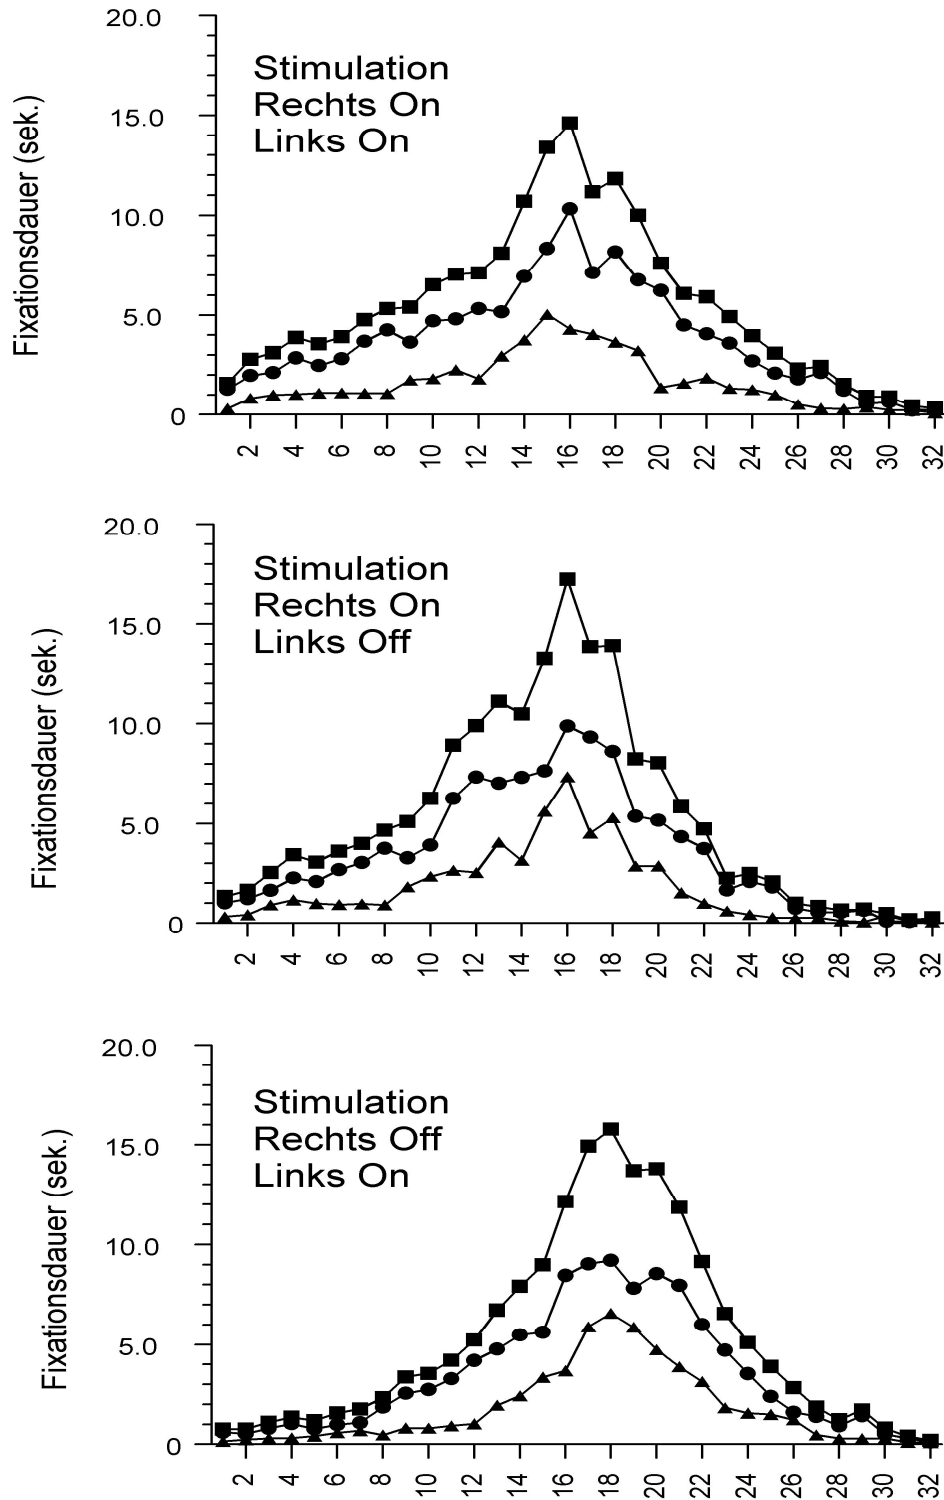 20.0
Stimulation
Rechts On
Links On
15.0
10.0
5.0
0
Fixationsdauer (sek.)
2 4 6 8 10 12 14 16 18 20 22 24 26 28 30 32
20.0
Stimulation
Rechts On
Links Off
15.0
10.0
5.0
0
Fixationsdauer (sek.)
2 4 6 8 10 12 14 16 18 20 22 24 26 28 30 32
20.0
Stimulation
Rechts Off
Links On
15.0
10.0
5.0
0
Fixationsdauer (sek.)
2 4 6 8 10 12 14 16 18 20 22 24 26 28 30 32